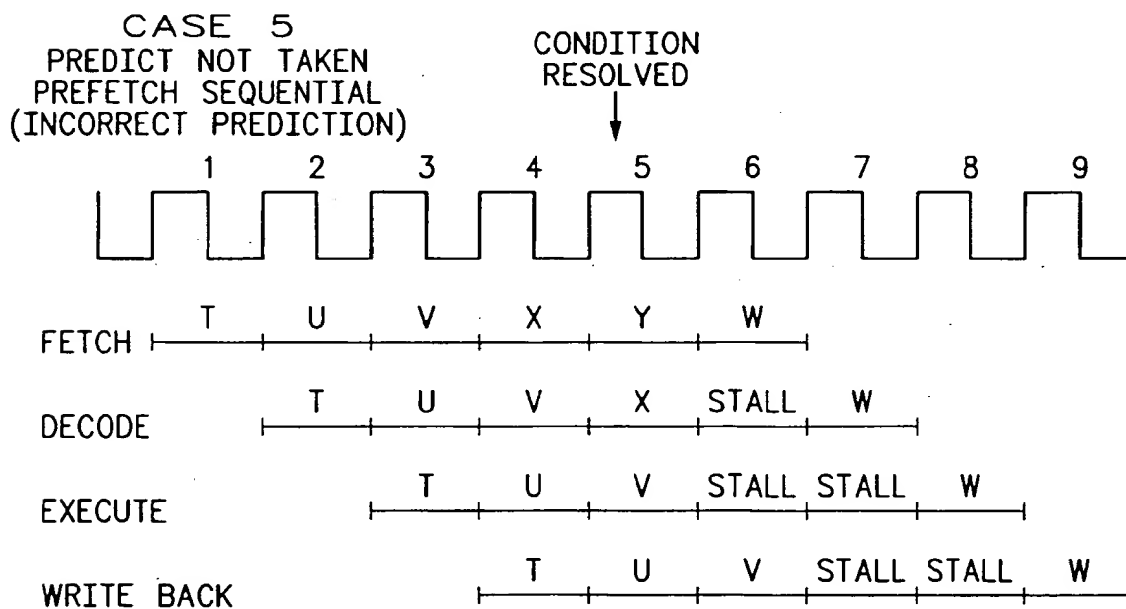 CASE 5
PREDICT NOT TAKEN
PREFETCH SEQUENTIAL
(INCORRECT PREDICTION)
CONDITION
RESOLVED
1 2 3 4 5 6 7 8 9
FETCH T U V X Y W
DECODE T U V X STALL W
EXECUTE T U V STALL STALL W
WRITE BACK T U V STALL STALL W